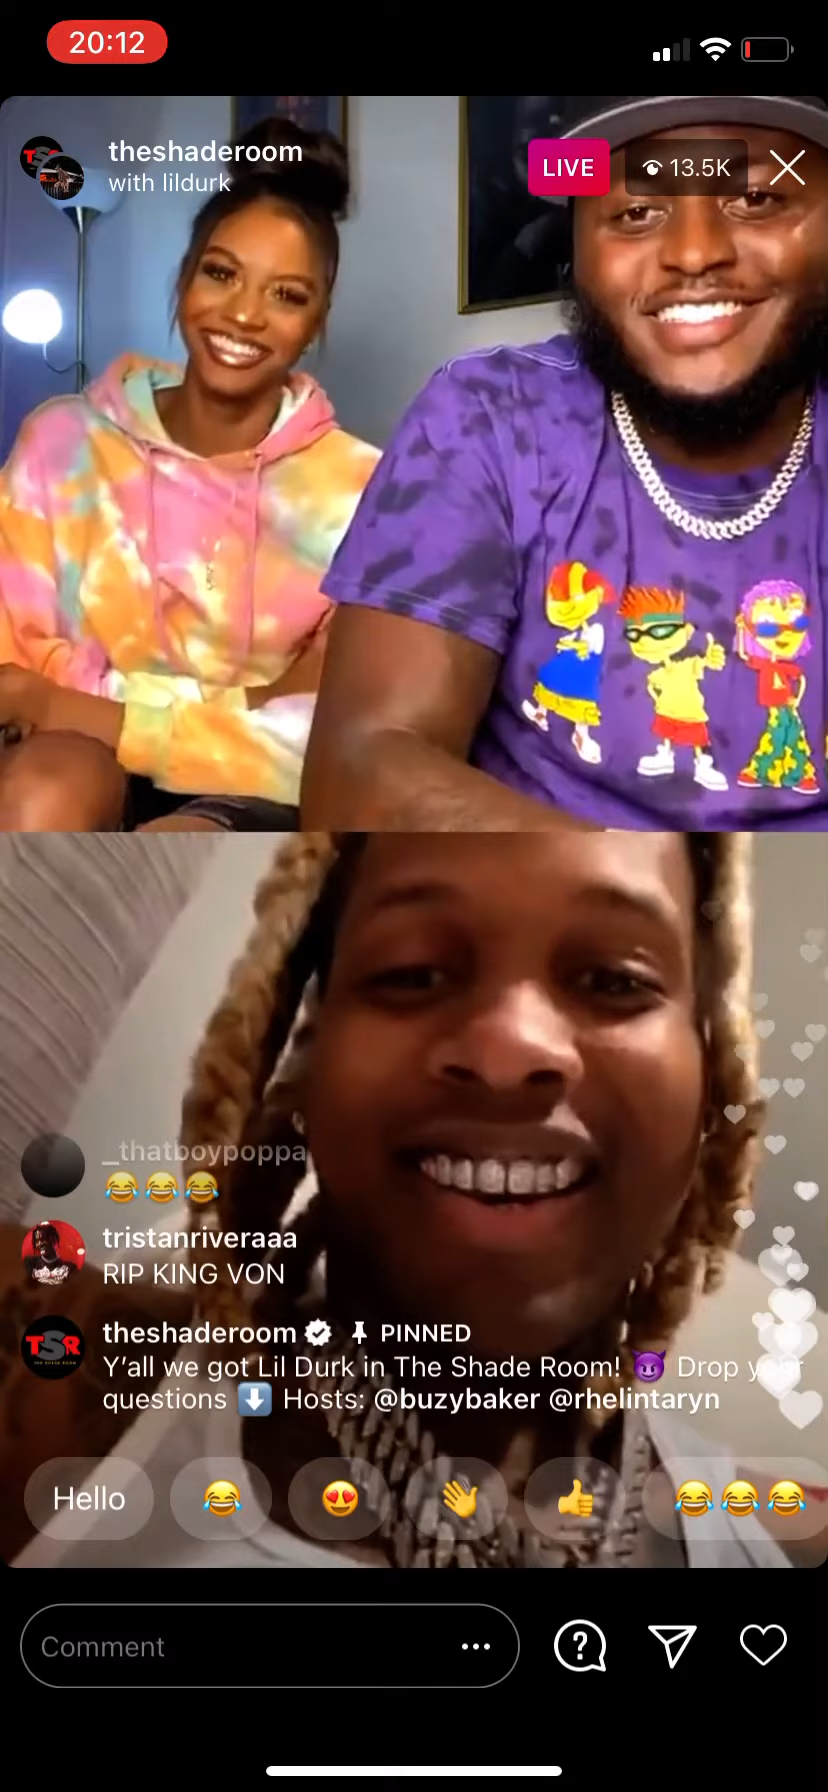 20:12
theshaderoom
with lildurk
LIVE
13.5K
_thatboypoppa
😂😂😂
tristanriveraaa
RIP KING VON
TSR
theshaderoom PINNED
Y'all we got Lil Durk in The Shade Room! 😈 Drop your
questions ⬇️ Hosts: @buzybaker @rhelintaryn
Hello 😂 😍 👋 👍 😂😂😂
Comment